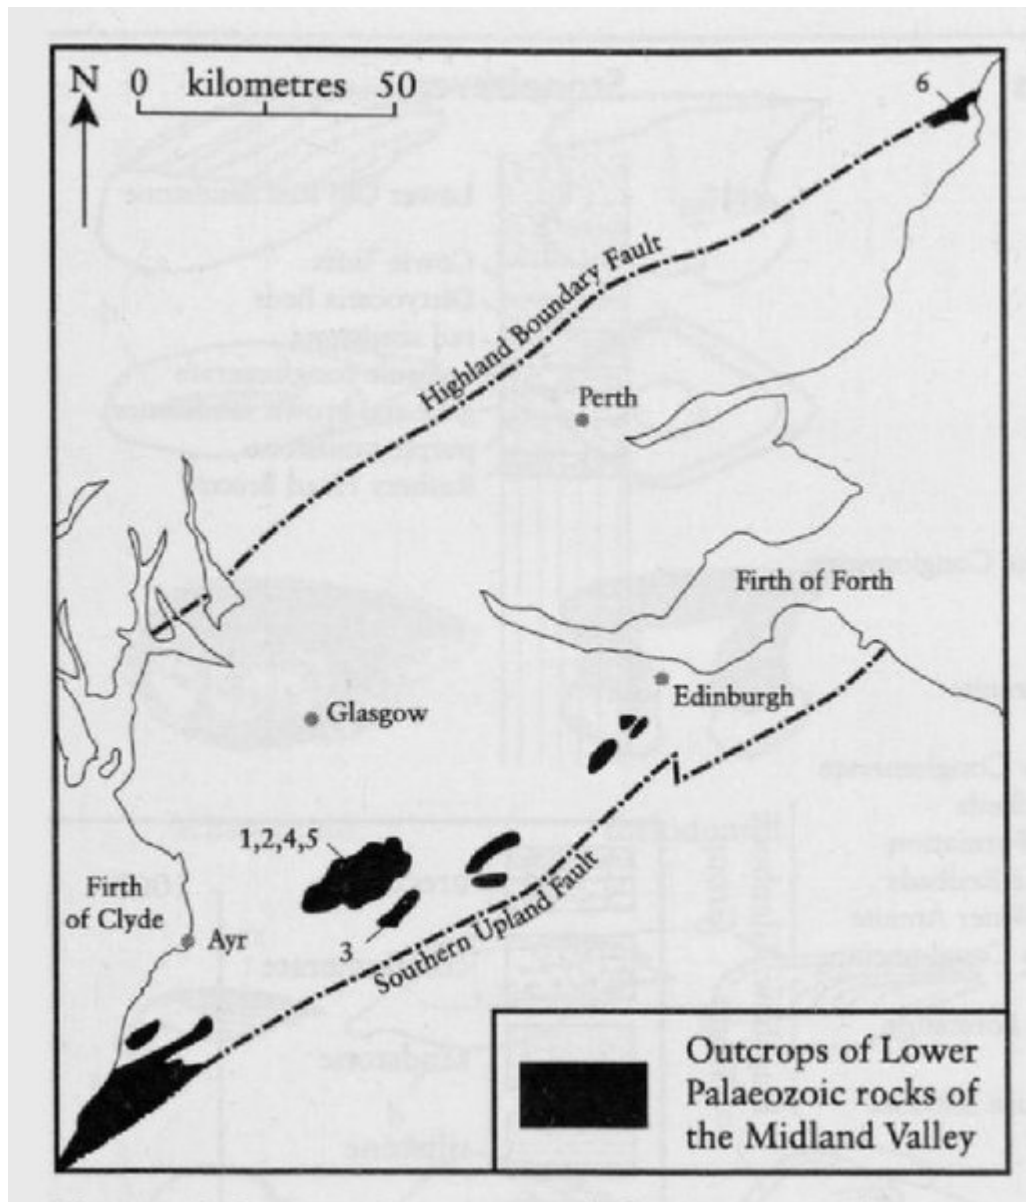 N
0 kilometres 50
6
Highland Boundary Fault
Perth
Firth of Forth
Edinburgh
Glasgow
1,2,4,5
Firth
of Clyde
Ayr
3
Southern Upland Fault
Outcrops of Lower
Palaeozoic rocks of
the Midland Valley